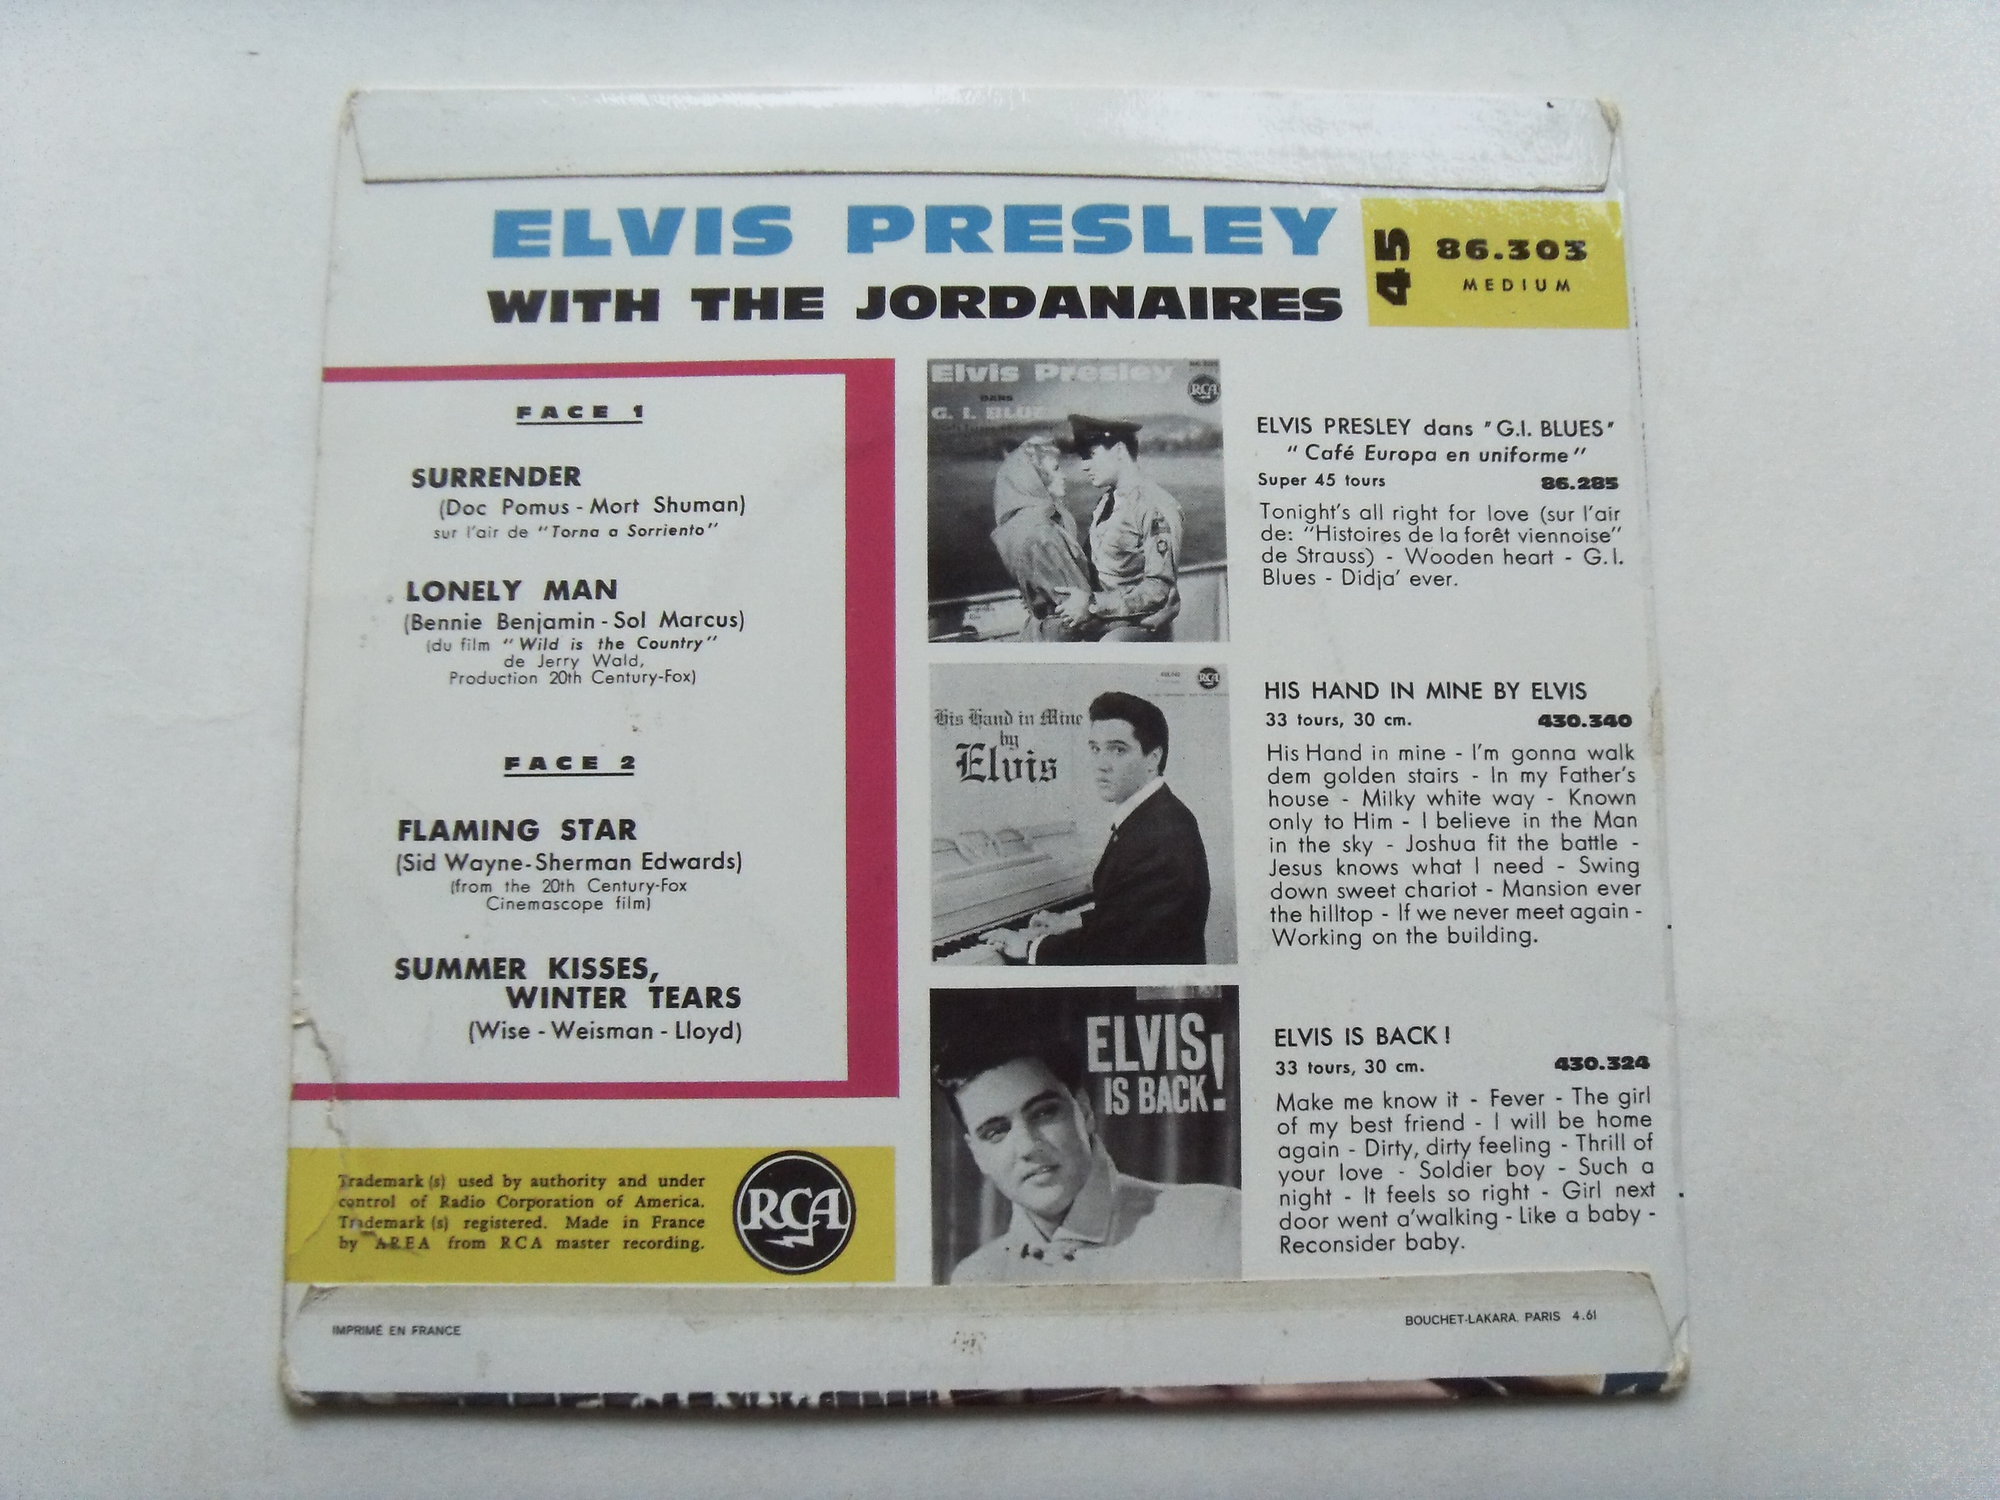 ELVIS PRESLEY
WITH THE JORDANAIRES
45
86.303
MEDIUM
FACE 1
SURRENDER
(Doc Pomus - Mort Shuman)
sur l'air de "Torna a Sorriento"
LONELY MAN
(Bennie Benjamin - Sol Marcus)
(du film "Wild is the Country"
de Jerry Wald,
Production 20th Century-Fox)
FACE 2
FLAMING STAR
(Sid Wayne-Sherman Edwards)
(from the 20th Century-Fox
Cinemascope film)
SUMMER KISSES,
WINTER TEARS
(Wise - Weisman - Lloyd)
Trademark (s) used by authority and under
control of Radio Corporation of America.
Trademark (s) registered. Made in France
by AREA from RCA master recording.
RCA
Elvis Presley
DANS
G. I. BLUES
RCA
ELVIS PRESLEY dans "G.I. BLUES"
"Café Europa en uniforme"
Super 45 tours 86.285
Tonight's all right for love (sur l'air
de: "Histoires de la forêt viennoise"
de Strauss) - Wooden heart - G.I.
Blues - Didja' ever.
RCA
His Hand in Mine
by
Elvis
HIS HAND IN MINE BY ELVIS
33 tours, 30 cm. 430.340
His Hand in mine - I'm gonna walk
dem golden stairs - In my Father's
house - Milky white way - Known
only to Him - I believe in the Man
in the sky - Joshua fit the battle -
Jesus knows what I need - Swing
down sweet chariot - Mansion ever
the hilltop - If we never meet again -
Working on the building.
ELVIS
IS BACK!
ELVIS IS BACK !
33 tours, 30 cm. 430.324
Make me know it - Fever - The girl
of my best friend - I will be home
again - Dirty, dirty feeling - Thrill of
your love - Soldier boy - Such a
night - It feels so right - Girl next
door went a'walking - Like a baby -
Reconsider baby.
IMPRIMÉ EN FRANCE
BOUCHET-LAKARA. PARIS 4.61